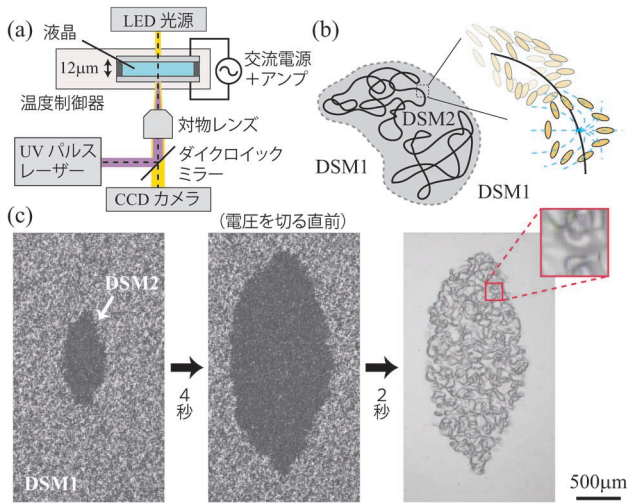 (a)
LED 光源
液晶
12μm
温度制御器
交流電源
+アンプ
対物レンズ
UV パルス
レーザー
ダイクロイック
ミラー
CCD カメラ
(b)
DSM2
DSM1
DSM1
(c)
(電圧を切る直前)
DSM2
4
秒
2
秒
DSM1
500μm